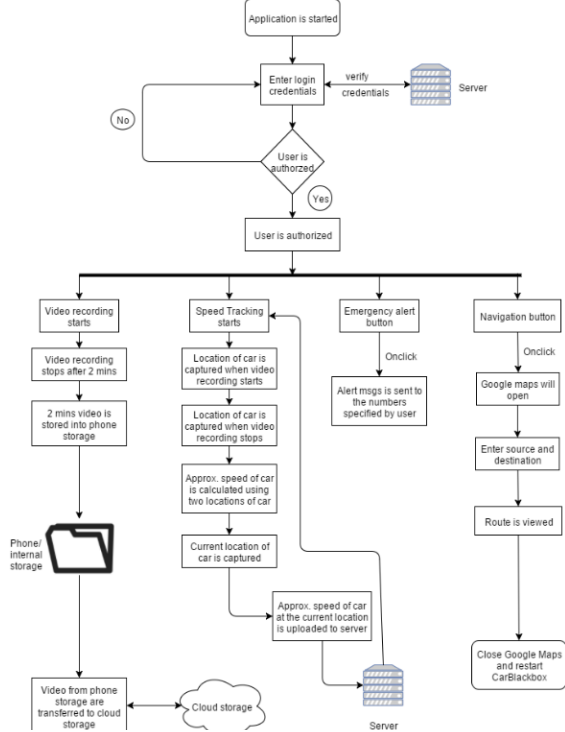 Application is started
Enter login
credentials
verify
credentials
Server
No
User is
authorzed
Yes
User is authorized
Video recording
starts
Speed Tracking
starts
Emergency alert
button
Navigation button
Onclick
Onclick
Video recording
stops after 2 mins
Location of car is
captured when video
recording starts
Alert msgs is sent to
the numbers
specified by user
Google maps will
open
2 mins video is
stored into phone
storage
Location of car is
captured when video
recording stops
Enter source and
destination
Approx. speed of car
is calculated using
two locations of car
Route is viewed
Phone/
internal
storage
Current location of
car is captured
Approx. speed of car
at the current location
is uploaded to server
Close Google Maps
and restart
CarBlackbox
Video from phone
storage are
transferred to cloud
storage
Cloud storage
Server